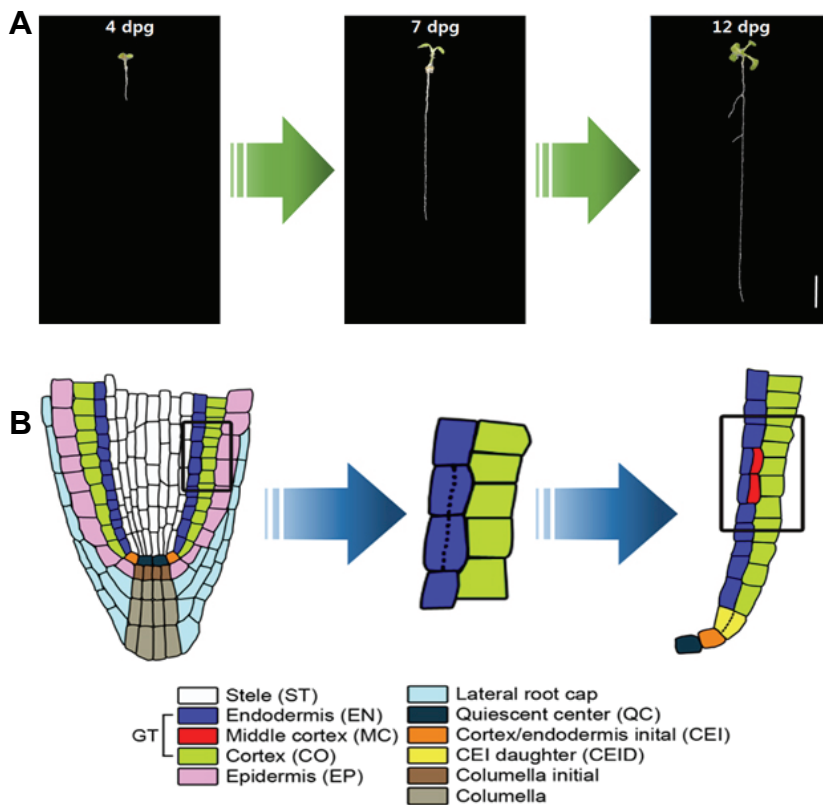 A
4 dpg
7 dpg
12 dpg
B
Stele (ST)
Endodermis (EN)
GT
Middle cortex (MC)
Cortex (CO)
Epidermis (EP)
Lateral root cap
Quiescent center (QC)
Cortex/endodermis inital (CEI)
CEI daughter (CEID)
Columella initial
Columella